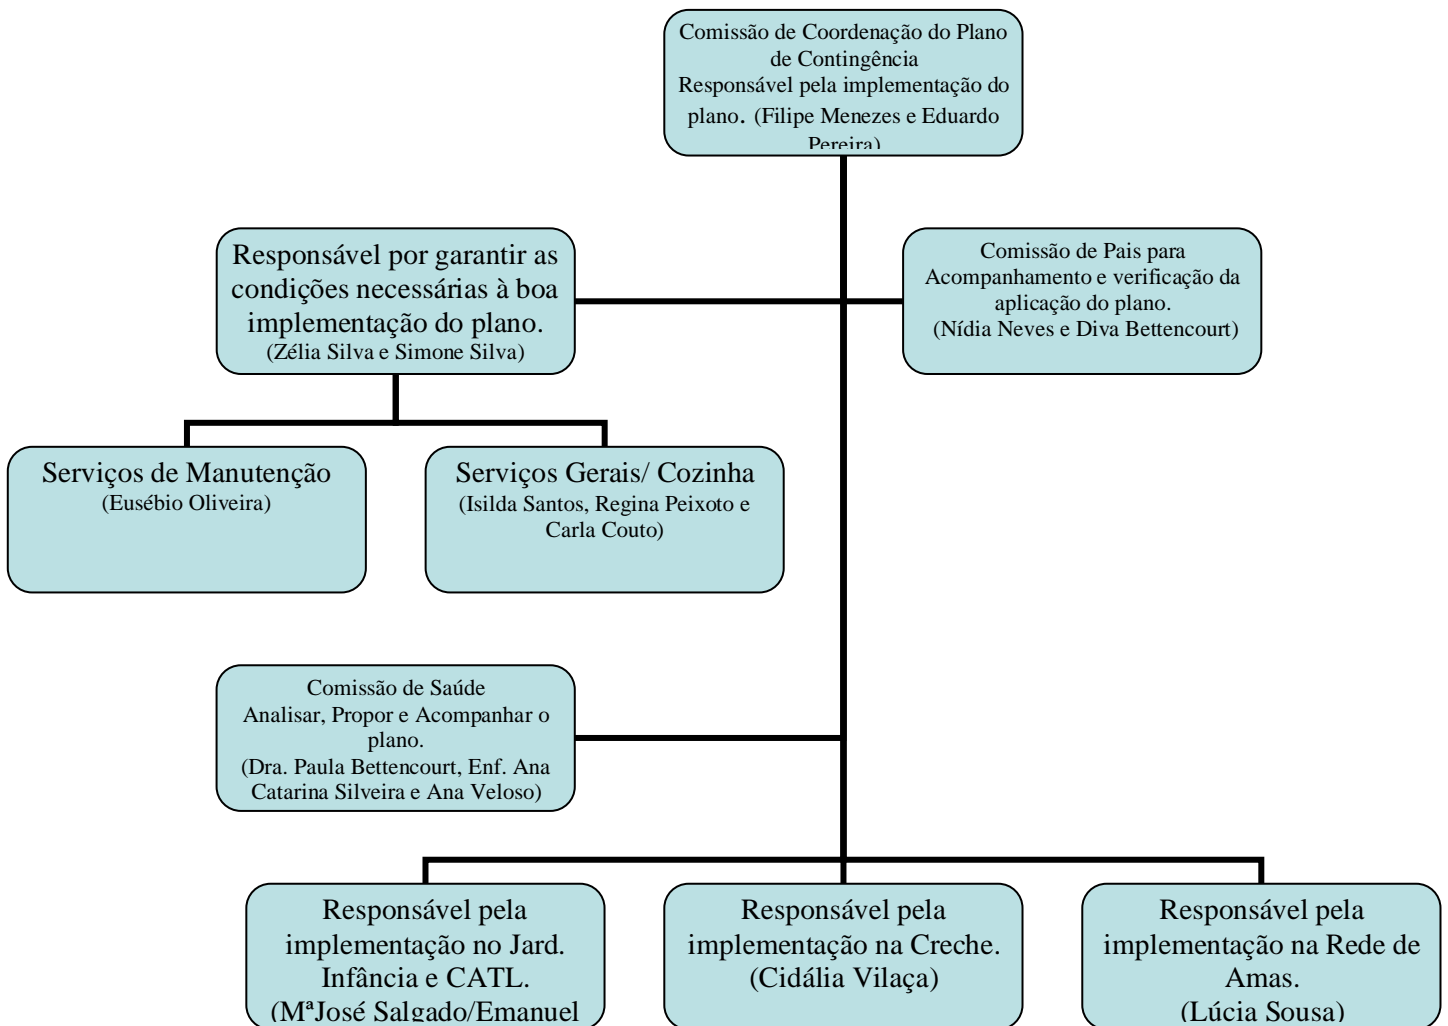 Comissão de Coordenação do Plano
de Contingência
Responsável pela implementação do
plano. (Filipe Menezes e Eduardo
Pereira)
Responsável por garantir as
condições necessárias à boa
implementação do plano.
(Zélia Silva e Simone Silva)
Comissão de Pais para
Acompanhamento e verificação da
aplicação do plano.
(Nídia Neves e Diva Bettencourt)
Serviços de Manutenção
(Eusébio Oliveira)
Serviços Gerais/ Cozinha
(Isilda Santos, Regina Peixoto e
Carla Couto)
Comissão de Saúde
Analisar, Propor e Acompanhar o
plano.
(Dra. Paula Bettencourt, Enf. Ana
Catarina Silveira e Ana Veloso)
Responsável pela
implementação no Jard.
Infância e CATL.
(MªJosé Salgado/Emanuel
Responsável pela
implementação na Creche.
(Cidália Vilaça)
Responsável pela
implementação na Rede de
Amas.
(Lúcia Sousa)